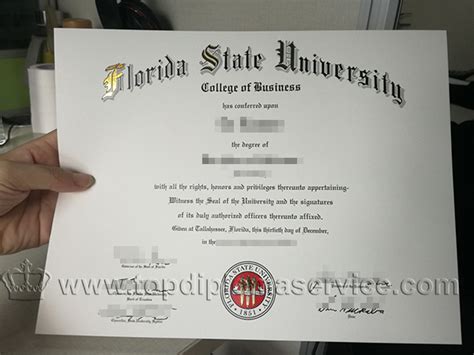 Florida State University
College of Business
has conferred upon
the degree of
with all the rights, honors and privileges thereunto appertaining-
Witness the Seal of the University and the signatures
of its duly authorized officers thereunto affixed.
Given at Tallahassee, Florida, this thirtieth day of December,
in the
www.topdiplomaservice.com
FLORIDA STATE UNIVERSITY
1851
Dean